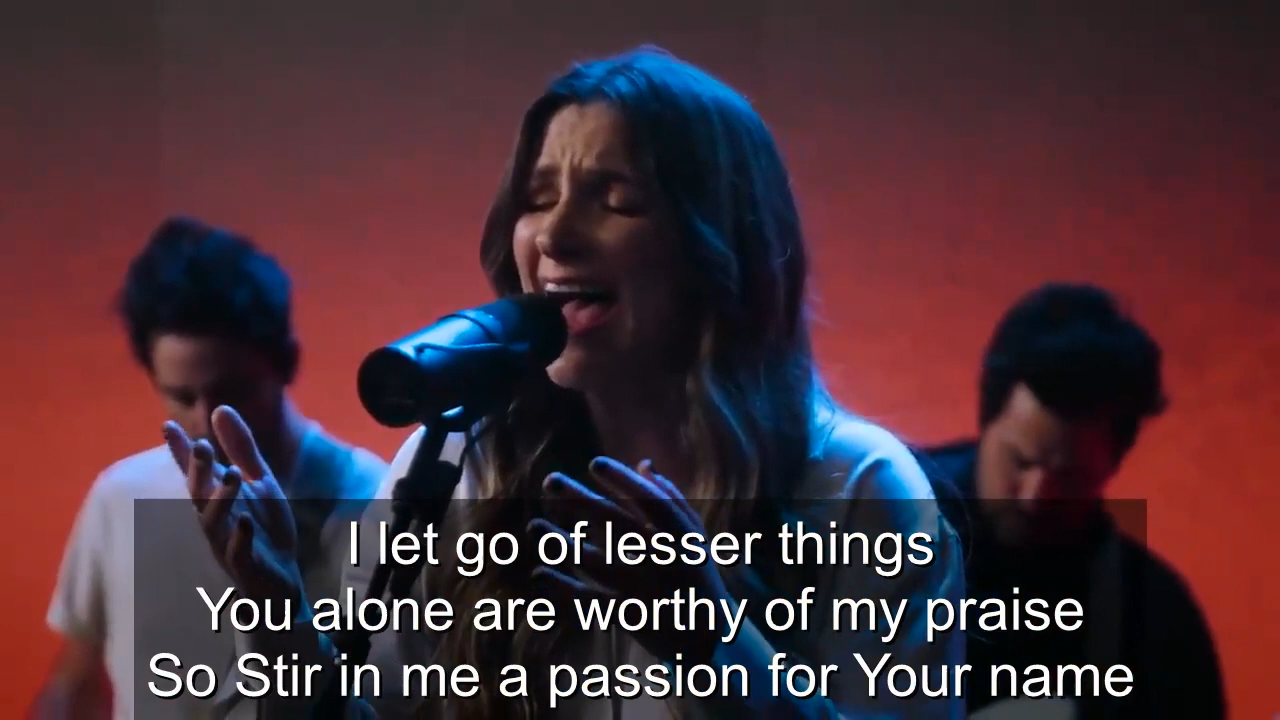 I let go of lesser things
You alone are worthy of my praise
So Stir in me a passion for Your name